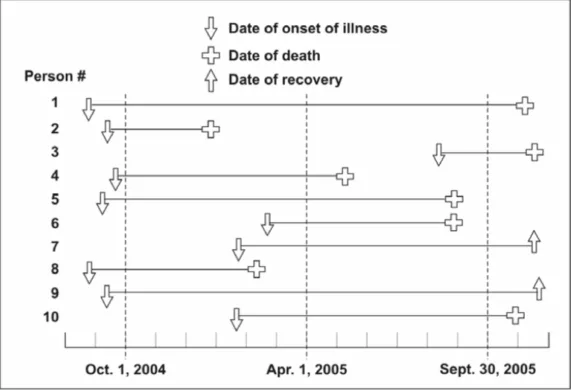 Date of onset of illness
Date of death
Date of recovery
Person #
1
2
3
4
5
6
7
8
9
10
Oct. 1, 2004 Apr. 1, 2005 Sept. 30, 2005